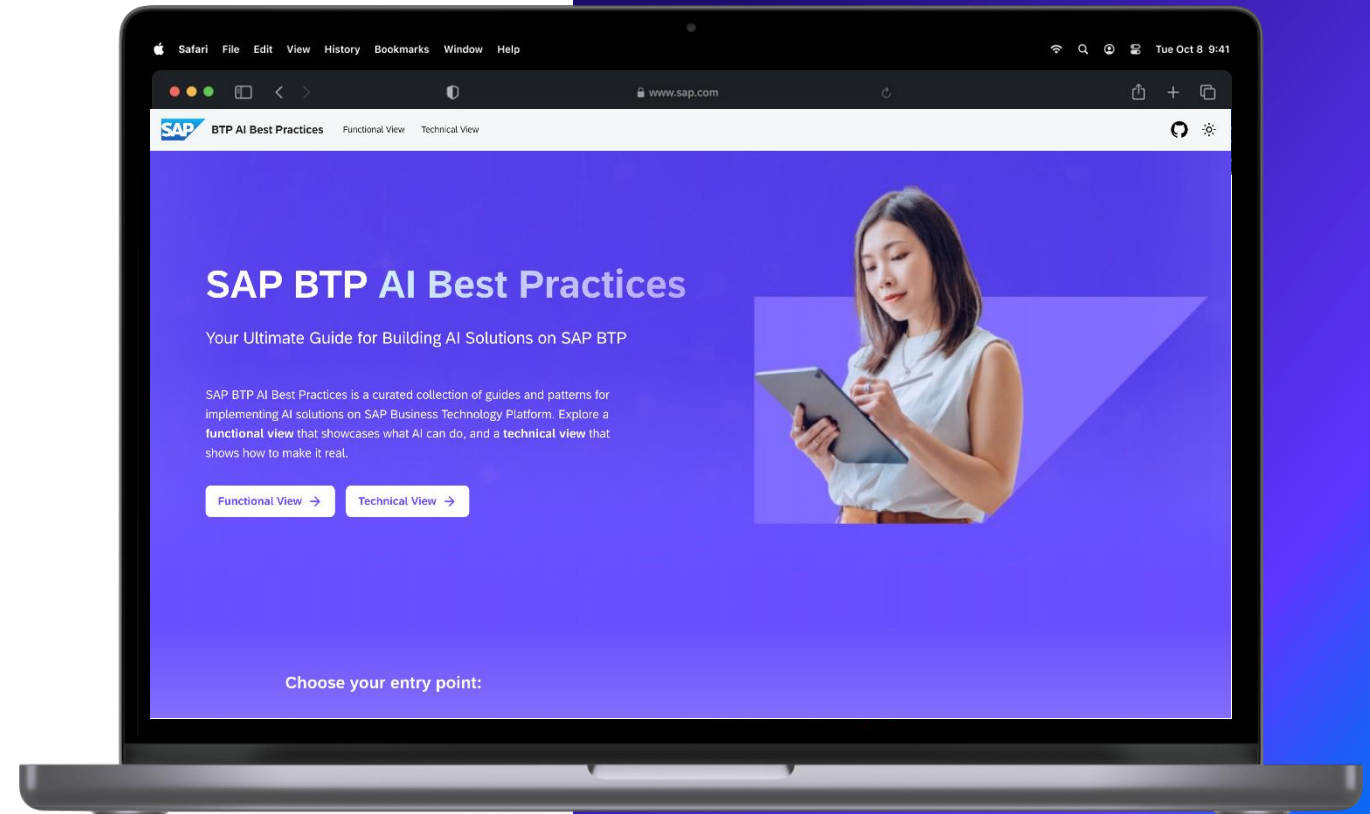 Safari File Edit View History Bookmarks Window Help
Tue Oct 8 9:41
www.sap.com
SAP BTP AI Best Practices Functional View Technical View
SAP BTP AI Best Practices
Your Ultimate Guide for Building AI Solutions on SAP BTP
SAP BTP AI Best Practices is a curated collection of guides and patterns for
implementing AI solutions on SAP Business Technology Platform. Explore a
functional view that showcases what AI can do, and a technical view that
shows how to make it real.
Functional View → Technical View →
Choose your entry point: